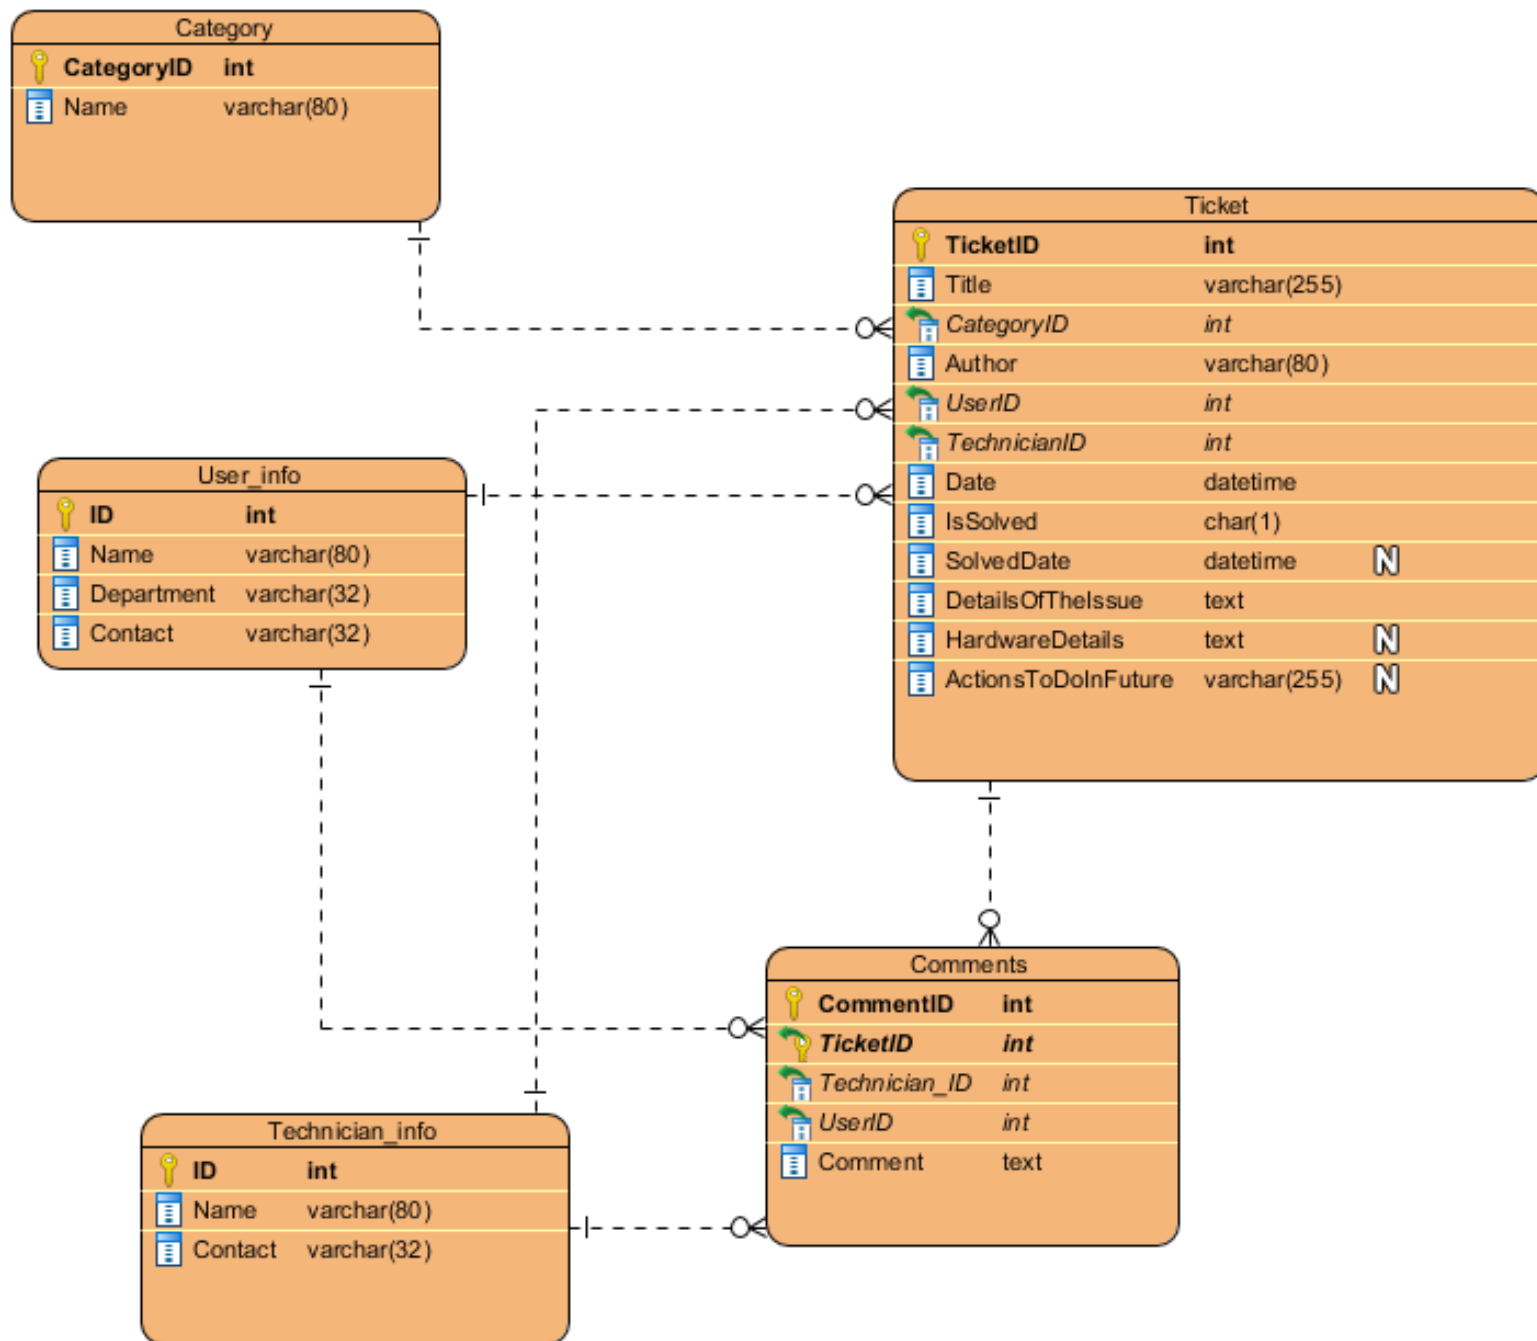 Category
CategoryID int
Name varchar(80)
Ticket
TicketID int
Title varchar(255)
CategoryID int
Author varchar(80)
UserID int
TechnicianID int
Date datetime
IsSolved char(1)
SolvedDate datetime N
DetailsOfTheIssue text
HardwareDetails text N
ActionsToDoInFuture varchar(255) N
User_info
ID int
Name varchar(80)
Department varchar(32)
Contact varchar(32)
Comments
CommentID int
TicketID int
Technician_ID int
UserID int
Comment text
Technician_info
ID int
Name varchar(80)
Contact varchar(32)